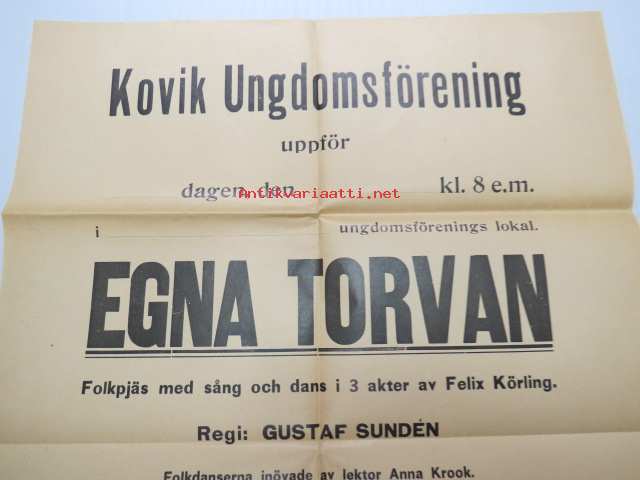 Kovik Ungdomsförening
uppför
dagen den kl. 8 e.m.
Antikvariaatti.net
i ungdomsförenings lokal.
EGNA TORVAN
Folkpjäs med sång och dans i 3 akter av Felix Körling.
Regi: GUSTAF SUNDÉN
Folkdanserna inövade av lektor Anna Krook.